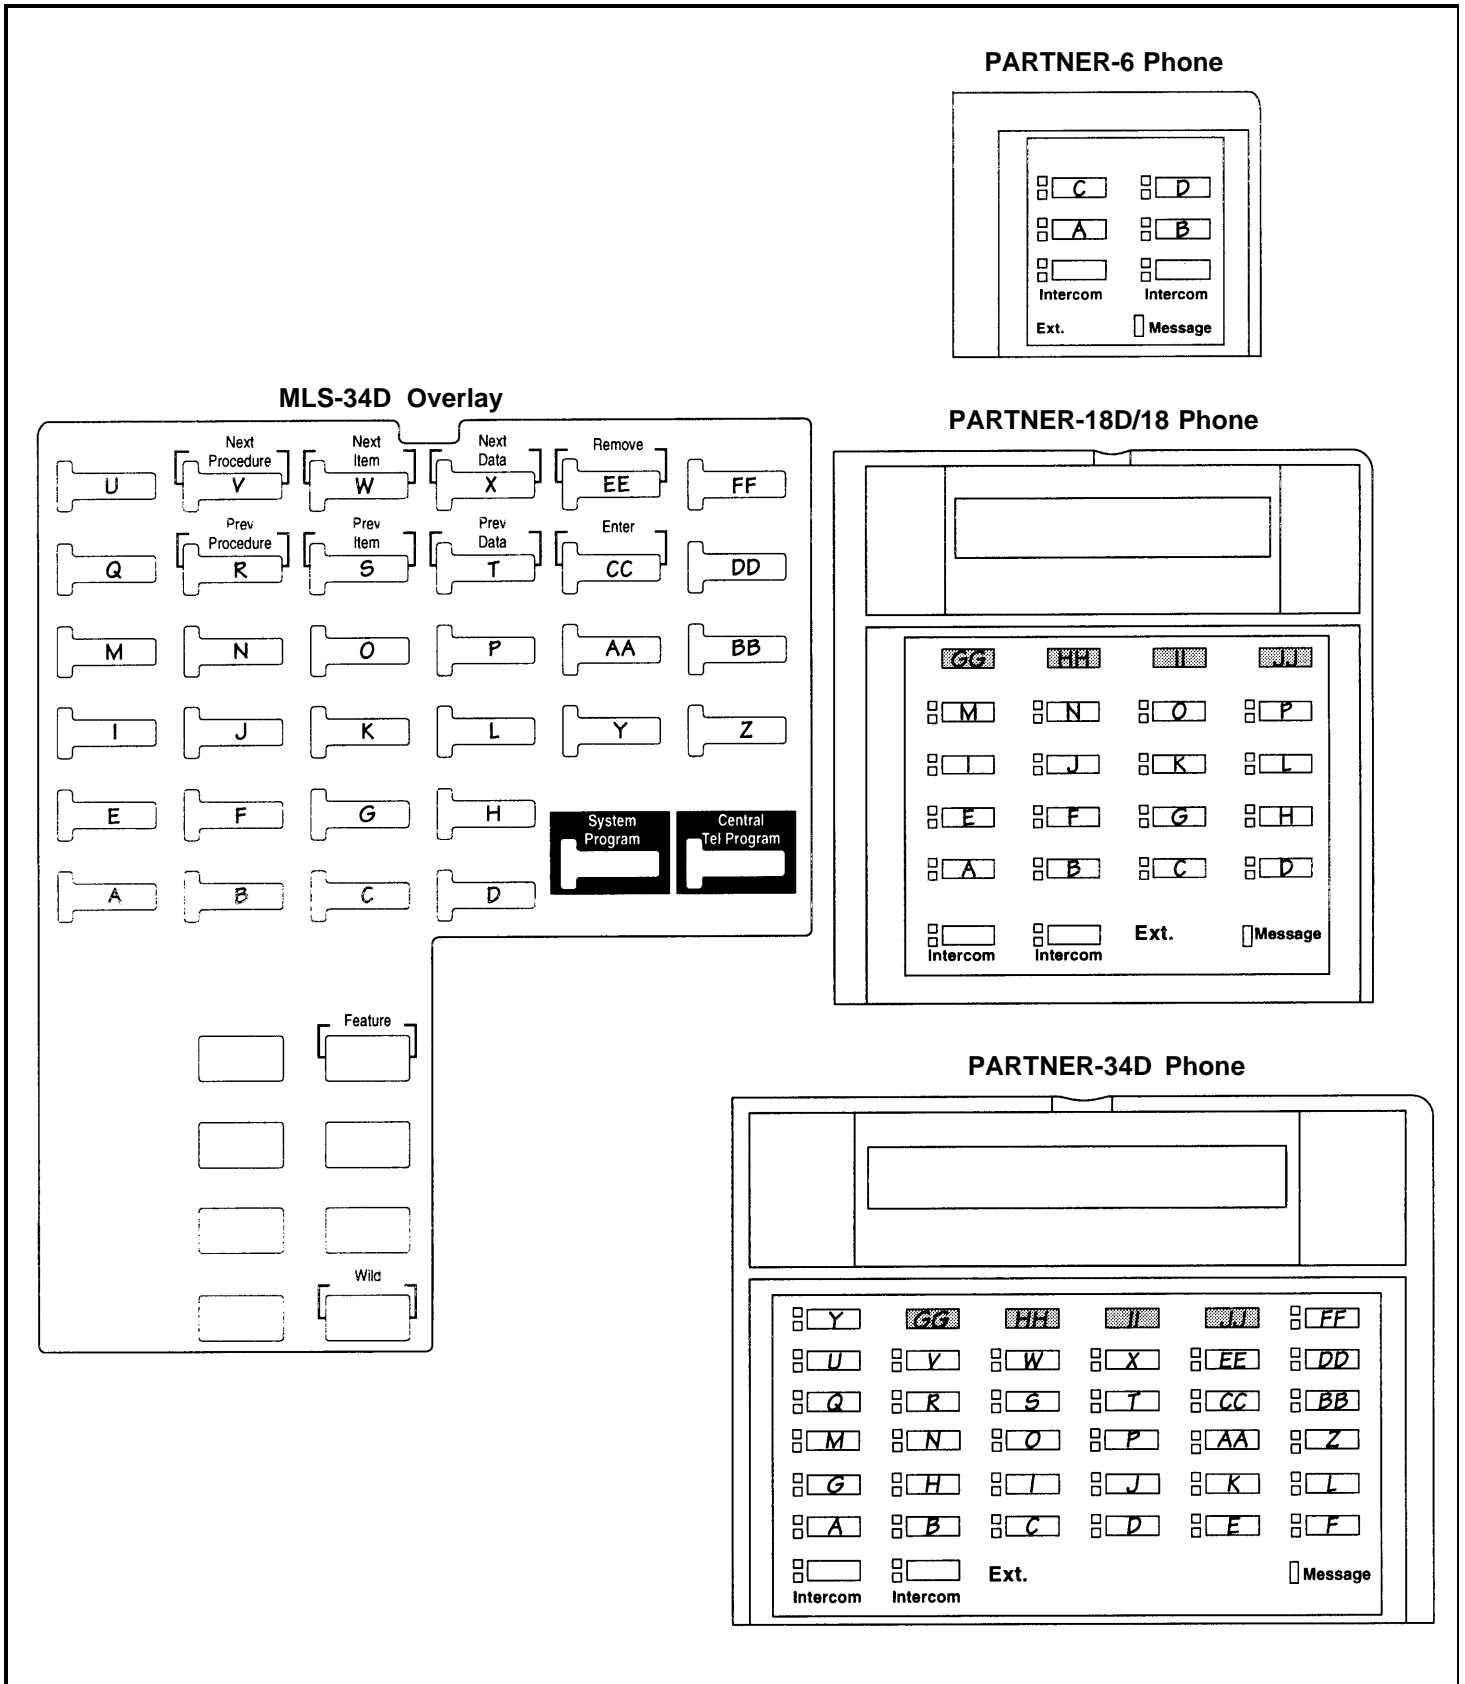 PARTNER-6 Phone
C D
A B
Intercom Intercom
Ext. Message
MLS-34D Overlay
Next Procedure Next Item Next Data Remove
U V W X EE FF
Prev Procedure Prev Item Prev Data Enter
Q R S T CC DD
M N O P AA BB
I J K L Y Z
E F G H System Program Central Tel Program
A B C D
Feature
Wild
PARTNER-18D/18 Phone
GG HH II JJ
M N O P
I J K L
E F G H
A B C D
Ext. Message
Intercom Intercom
PARTNER-34D Phone
Y GG HH II JJ FF
U V W X EE DD
Q R S T CC BB
M N O P AA Z
G H I J K L
A B C D E F
Ext. Message
Intercom Intercom